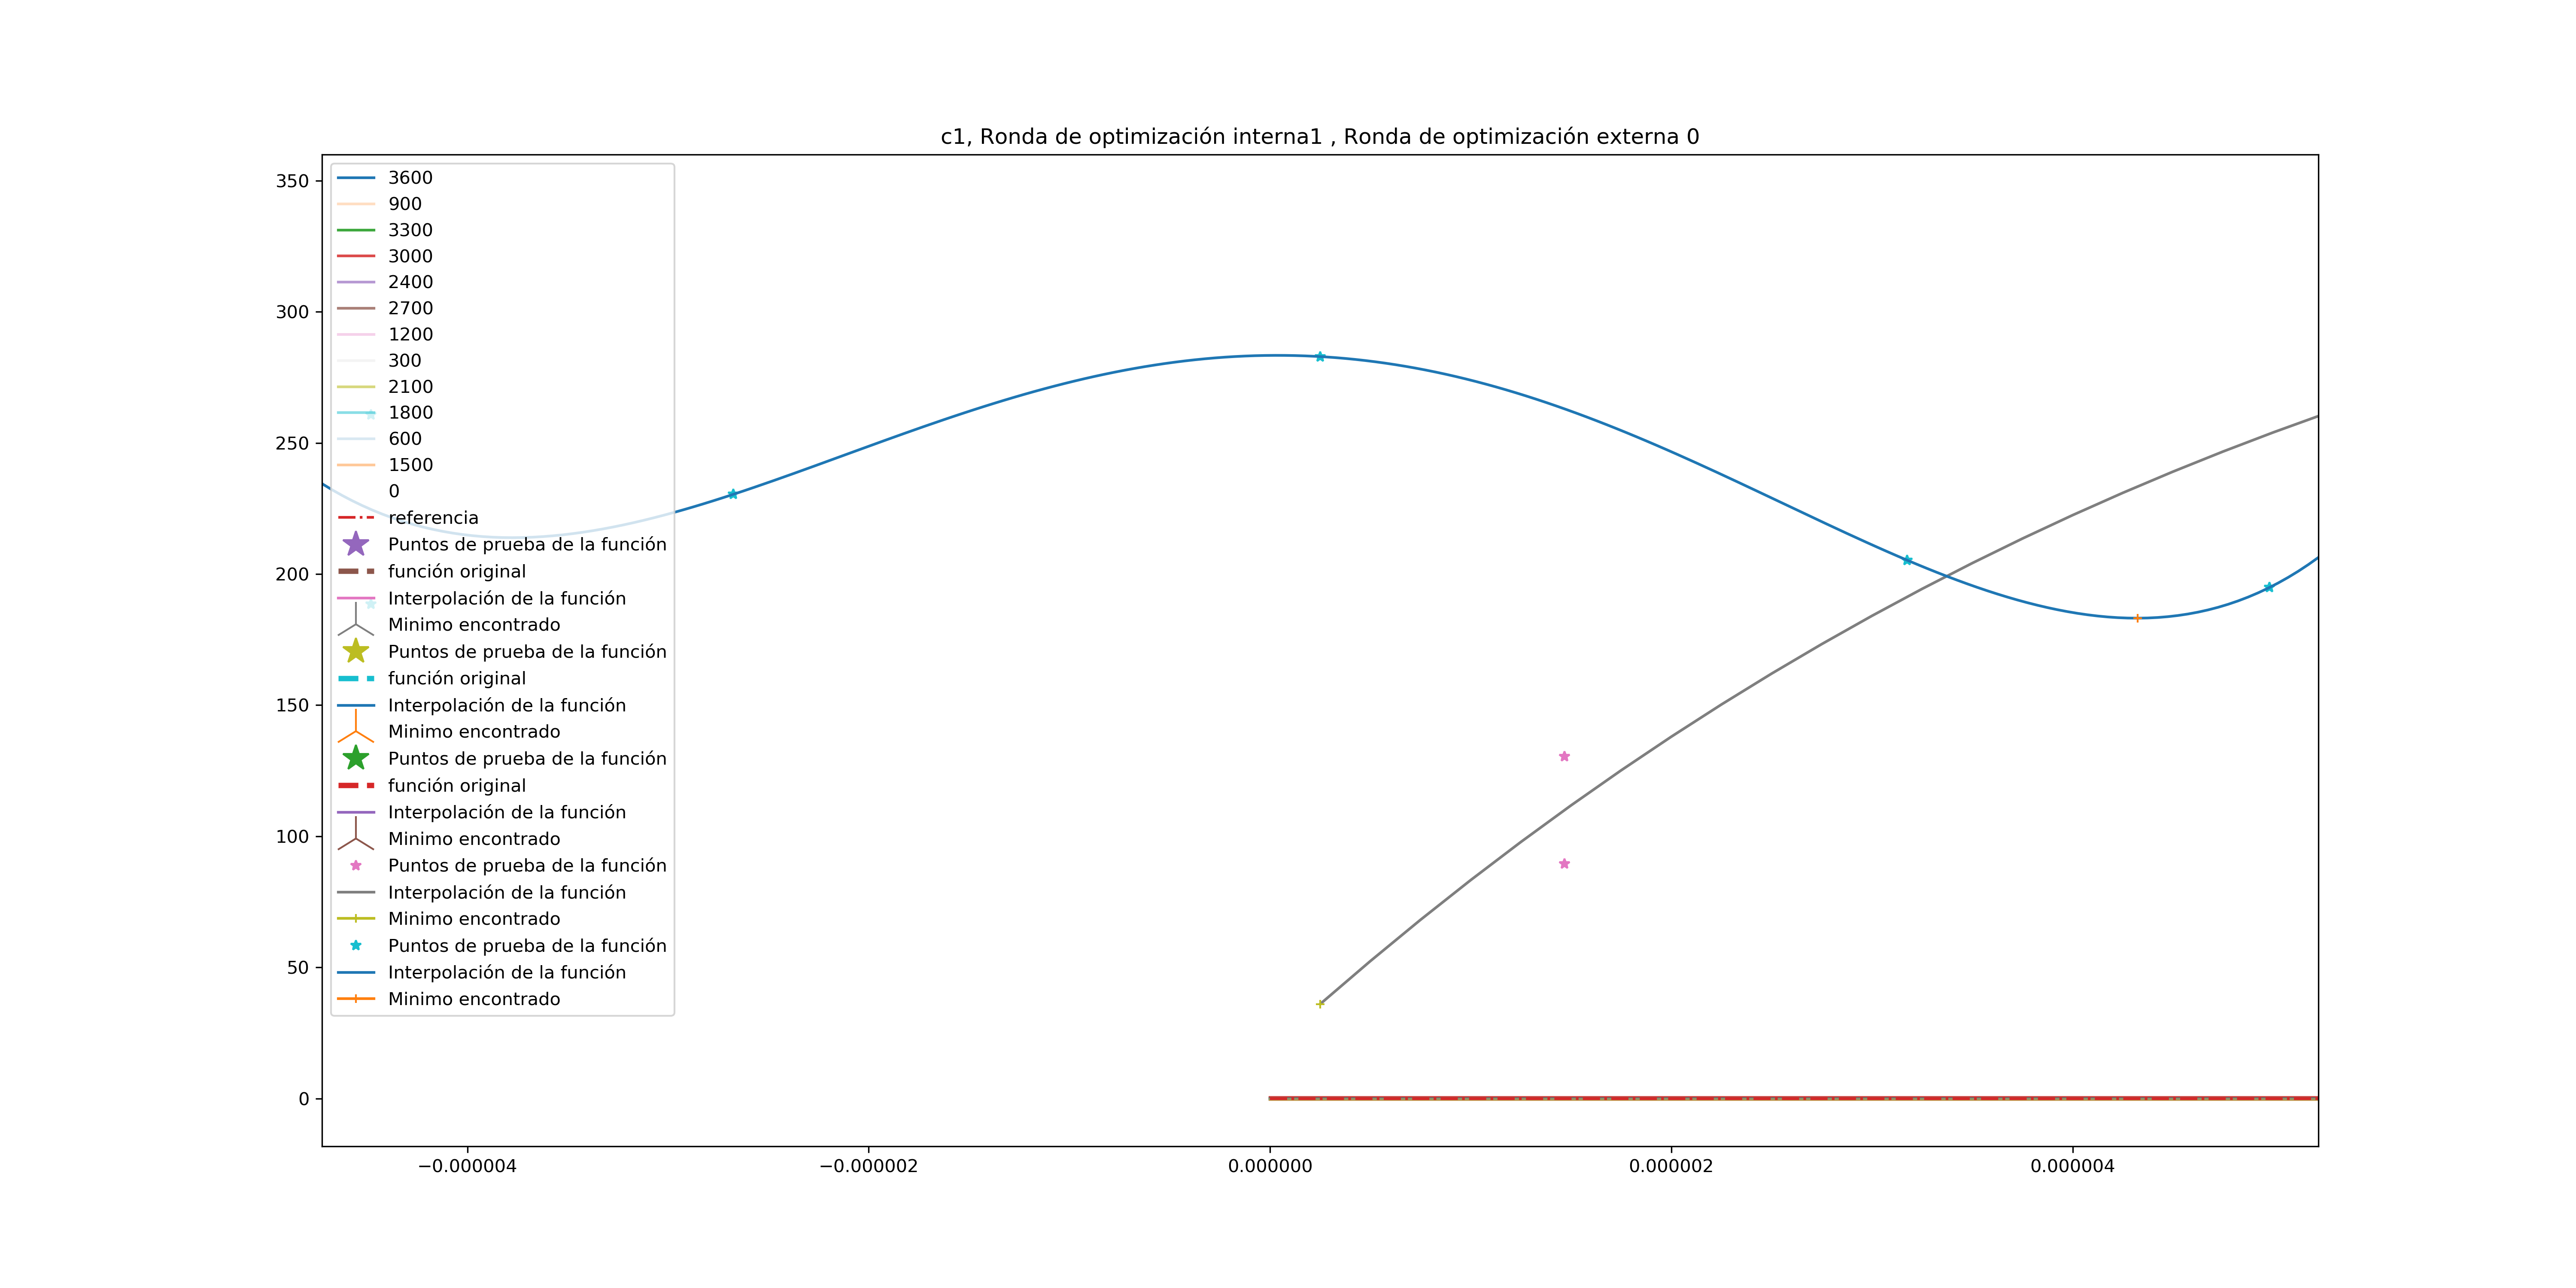 c1, Ronda de optimización interna1 , Ronda de optimización externa 0
350
300
250
200
150
100
50
0
3600
900
3300
3000
2400
2700
1200
300
2100
1800
600
1500
0
referencia
Puntos de prueba de la función
función original
Interpolación de la función
Minimo encontrado
Puntos de prueba de la función
función original
Interpolación de la función
Minimo encontrado
Puntos de prueba de la función
función original
Interpolación de la función
Minimo encontrado
Puntos de prueba de la función
Interpolación de la función
Minimo encontrado
Puntos de prueba de la función
Interpolación de la función
Minimo encontrado
−0.000004
−0.000002
0.000000
0.000002
0.000004